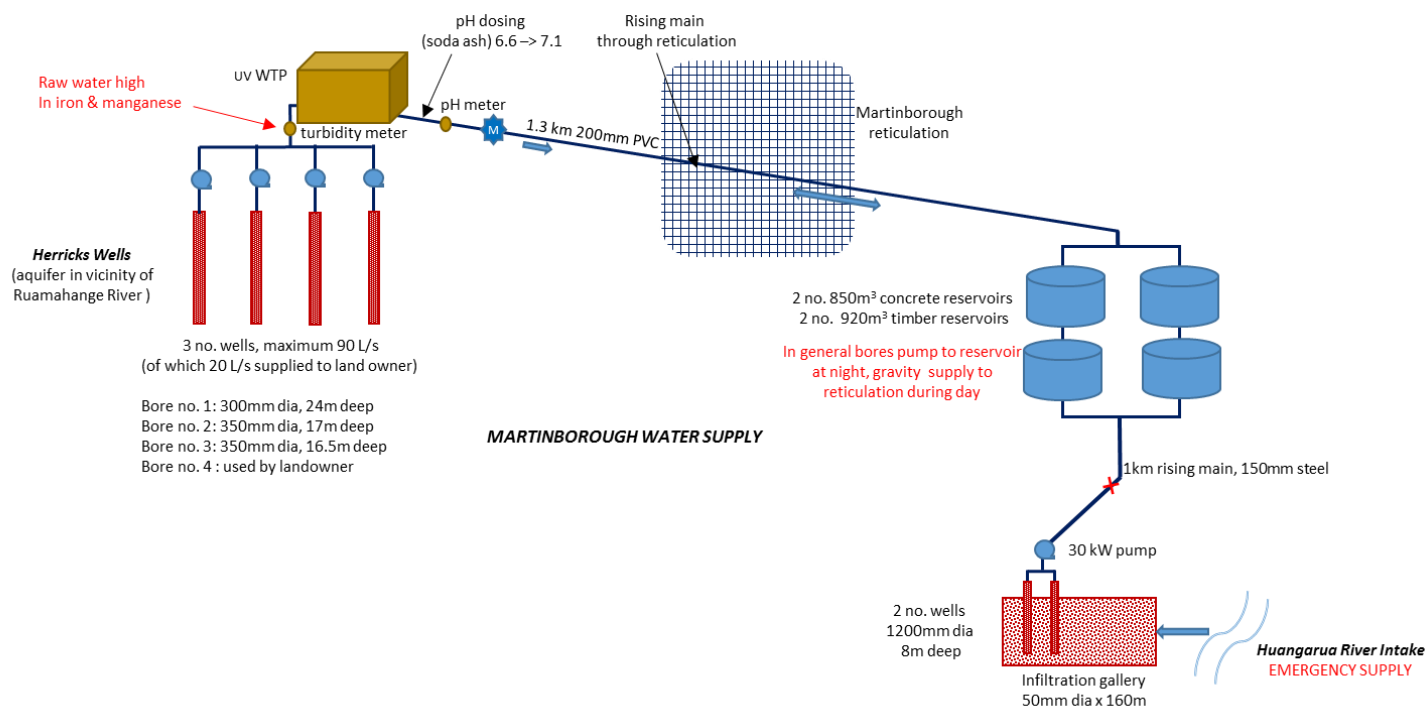 pH dosing
(soda ash) 6.6 –> 7.1
Rising main
through reticulation
UV WTP
Raw water high
In iron & manganese
pH meter
turbidity meter
M
1.3 km 200mm PVC
Martinborough
reticulation
Herricks Wells
(aquifer in vicinity of
Ruamahange River )
2 no. 850m³ concrete reservoirs
2 no. 920m³ timber reservoirs
3 no. wells, maximum 90 L/s
(of which 20 L/s supplied to land owner)
In general bores pump to reservoir
at night, gravity supply to
reticulation during day
Bore no. 1: 300mm dia, 24m deep
Bore no. 2: 350mm dia, 17m deep
Bore no. 3: 350mm dia, 16.5m deep
Bore no. 4 : used by landowner
MARTINBOROUGH WATER SUPPLY
1km rising main, 150mm steel
30 kW pump
2 no. wells
1200mm dia
8m deep
Huangarua River Intake
EMERGENCY SUPPLY
Infiltration gallery
50mm dia x 160m